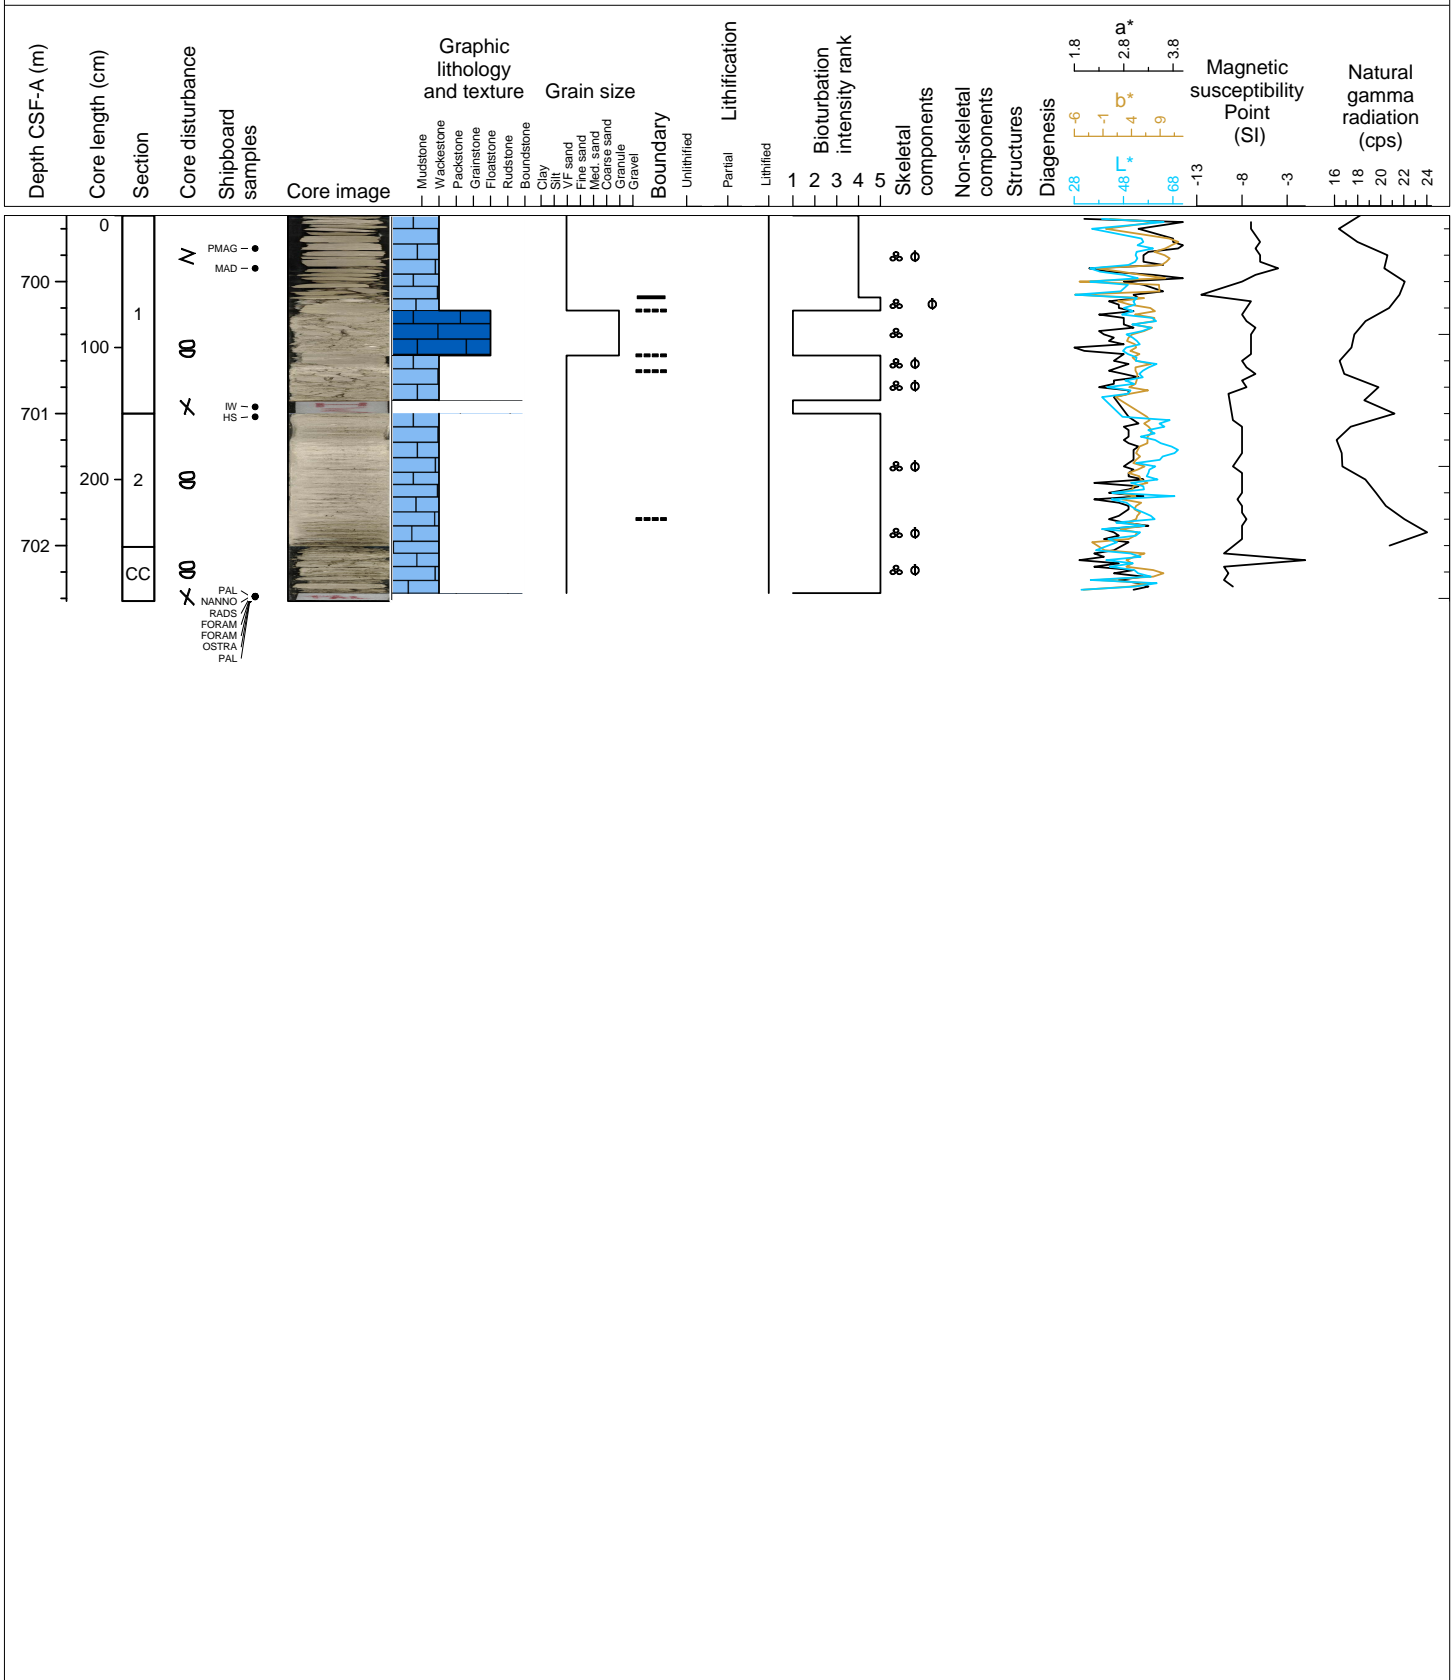 Depth CSF-A (m)
Core length (cm)
Section
Core disturbance
Shipboard
samples
Core image
Graphic
lithology
and texture
Mudstone
Wackestone
Packstone
Grainstone
Floatstone
Rudstone
Boundstone
Grain size
Clay
Silt
VF sand
Fine sand
Med. sand
Coarse sand
Granule
Gravel
Boundary
Lithification
Unlithified
Partial
Lithified
Bioturbation
intensity rank
1 2 3 4 5
Skeletal
components
Non-skeletal
components
Structures
Diagenesis
a*
1.8 2.8 3.8
b*
-6 -1 4 9
L*
28 48 68
Magnetic
susceptibility
Point
(SI)
-13 -8 -3
Natural
gamma
radiation
(cps)
16 18 20 22 24
0
PMAG
MAD
700
1
100
IW
701
HS
200
2
702
CC
PAL
NANNO
RADS
FORAM
FORAM
OSTRA
PAL